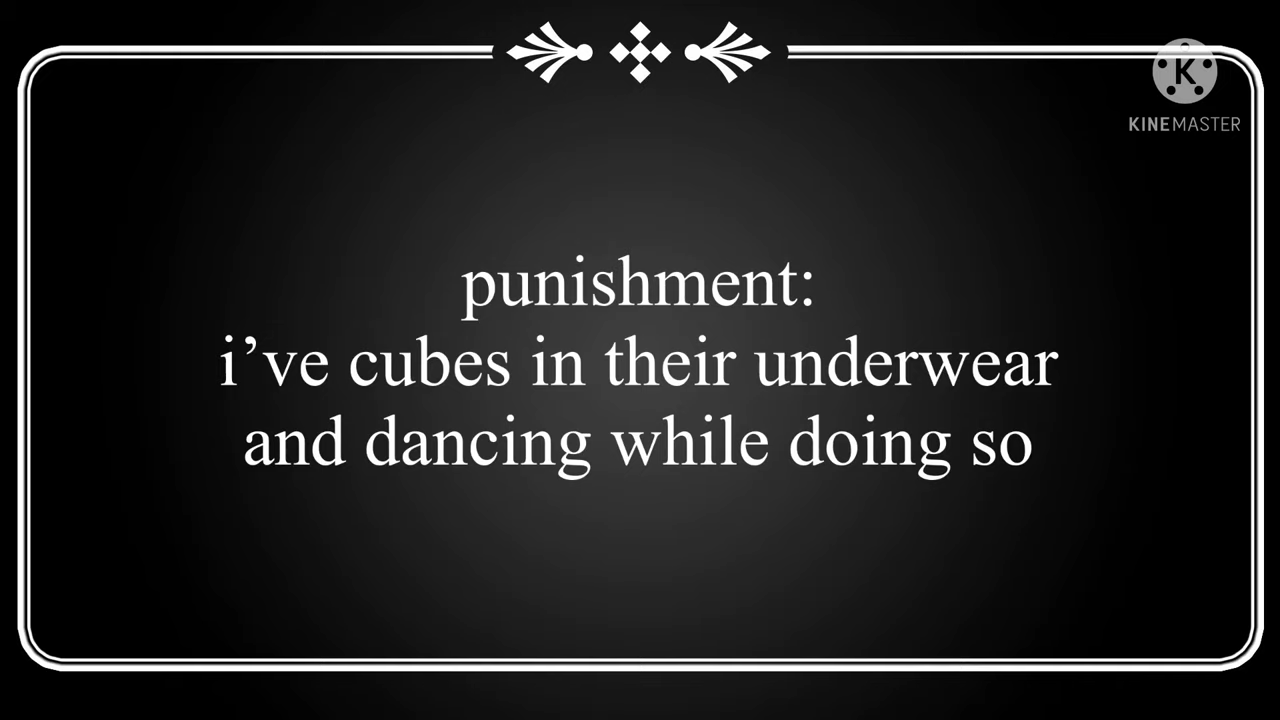 K
KINEMASTER
punishment:
i’ve cubes in their underwear
and dancing while doing so